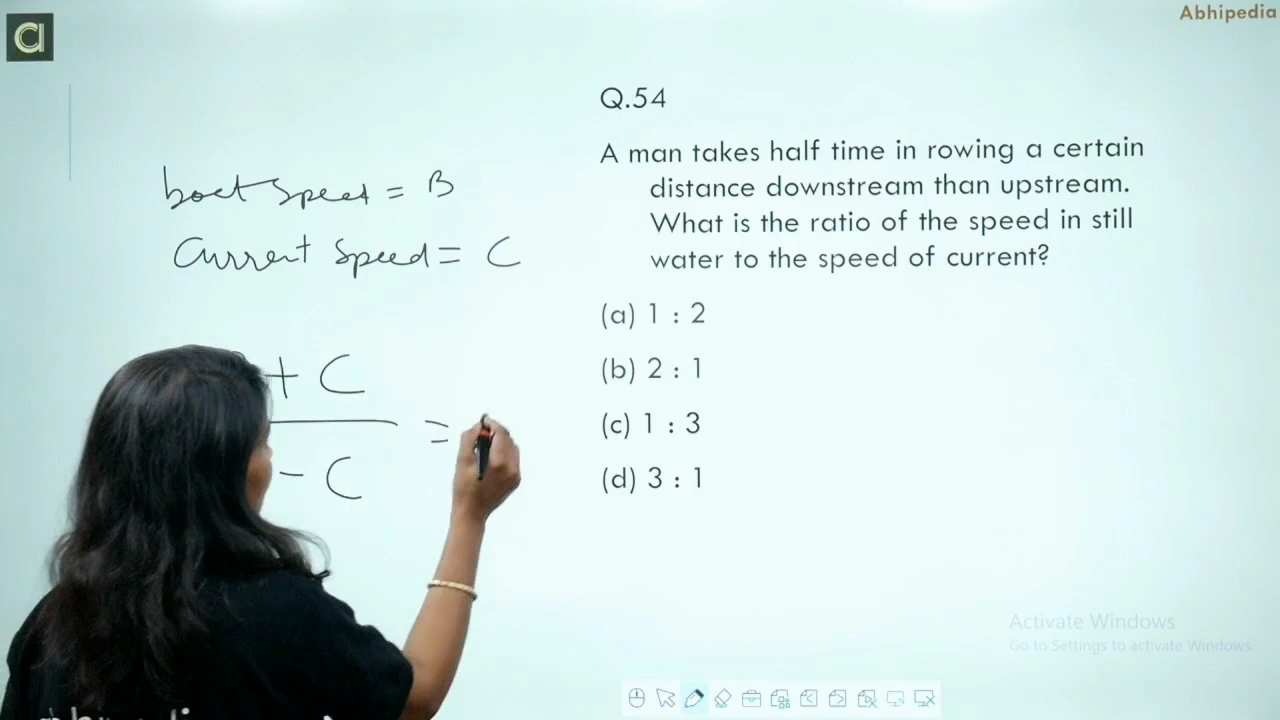 Abhipedia
Q.54
A man takes half time in rowing a certain
distance downstream than upstream.
What is the ratio of the speed in still
water to the speed of current?
(a) 1 : 2
(b) 2 : 1
(c) 1 : 3
(d) 3 : 1
boat Speed = B
Current Speed = C
+ C
=
- C
Activate Windows
Go to Settings to activate Windows.